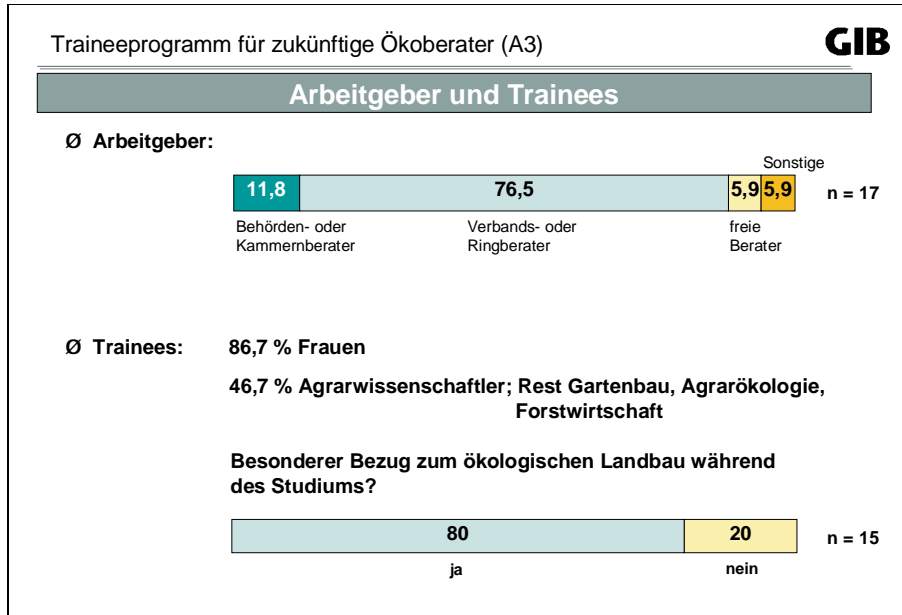 Traineeprogramm für zukünftige Ökoberater (A3)
GIB
Arbeitgeber und Trainees
Ø Arbeitgeber:
Sonstige
11,8 76,5 5,9 5,9 n = 17
Behörden- oder Verbands- oder freie
Kammernberater Ringberater Berater
Ø Trainees: 86,7 % Frauen
46,7 % Agrarwissenschaftler; Rest Gartenbau, Agrarökologie,
Forstwirtschaft
Besonderer Bezug zum ökologischen Landbau während
des Studiums?
80 20 n = 15
ja nein